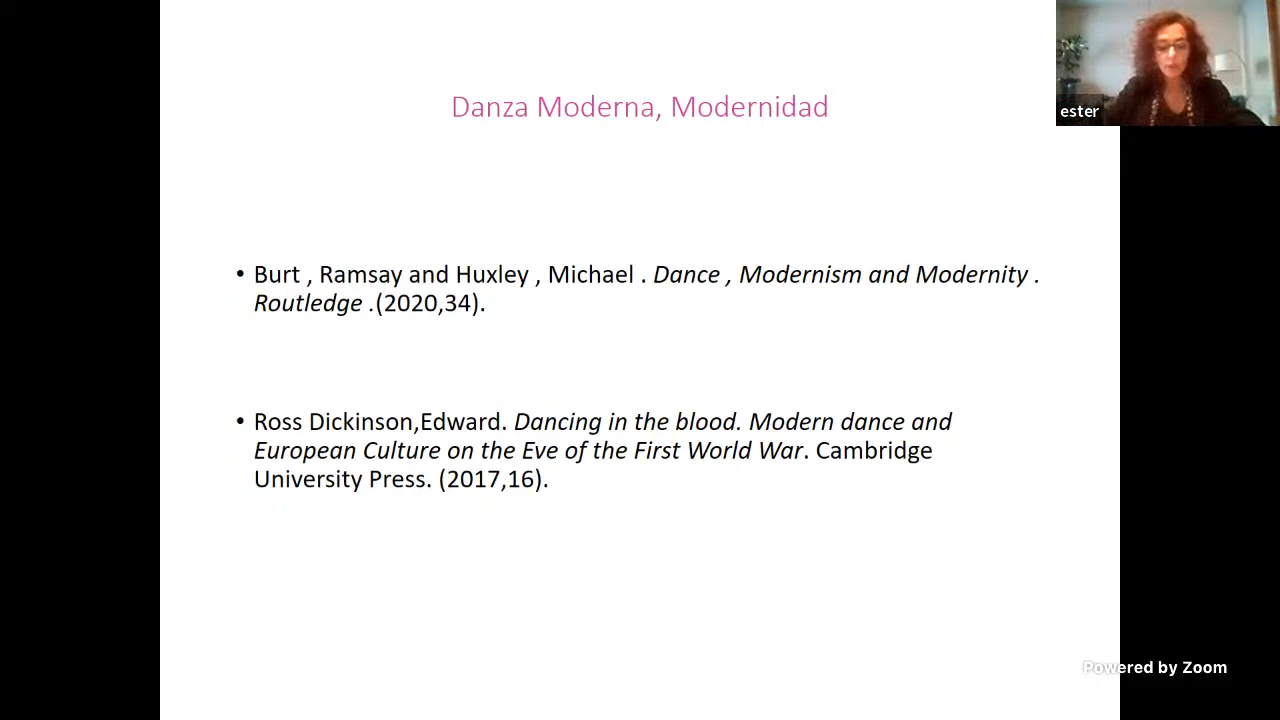 Danza Moderna, Modernidad
ester
• Burt , Ramsay and Huxley , Michael . Dance , Modernism and Modernity .
Routledge .(2020,34).
• Ross Dickinson,Edward. Dancing in the blood. Modern dance and
European Culture on the Eve of the First World War. Cambridge
University Press. (2017,16).
Powered by Zoom